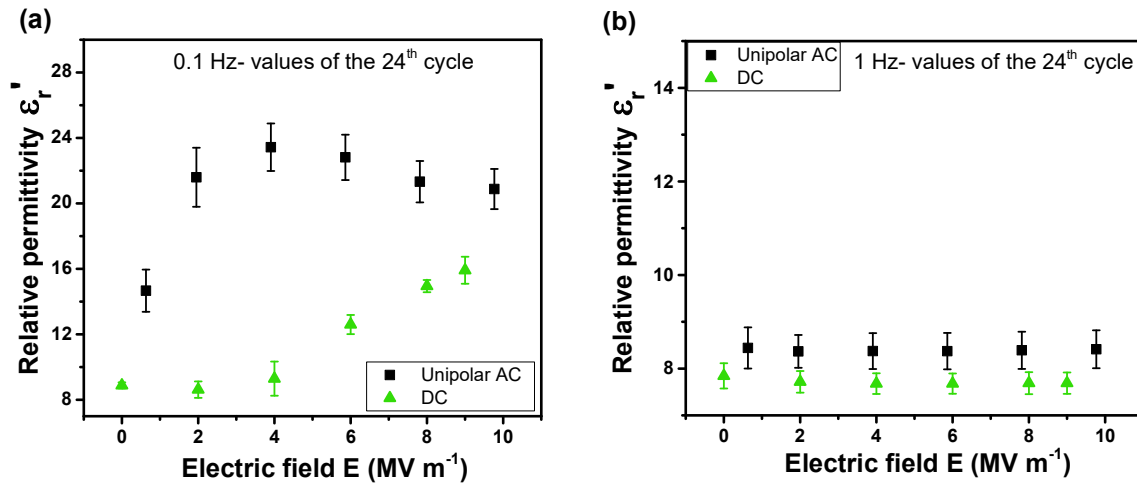 (a)
0.1 Hz- values of the 24th cycle
Relative permittivity εr'
28
24
20
16
12
8
Unipolar AC
DC
0 2 4 6 8 10
Electric field E (MV m-1)
(b)
Unipolar AC
DC
1 Hz- values of the 24th cycle
Relative permittivity εr'
14
12
10
8
0 2 4 6 8 10
Electric field E (MV m-1)